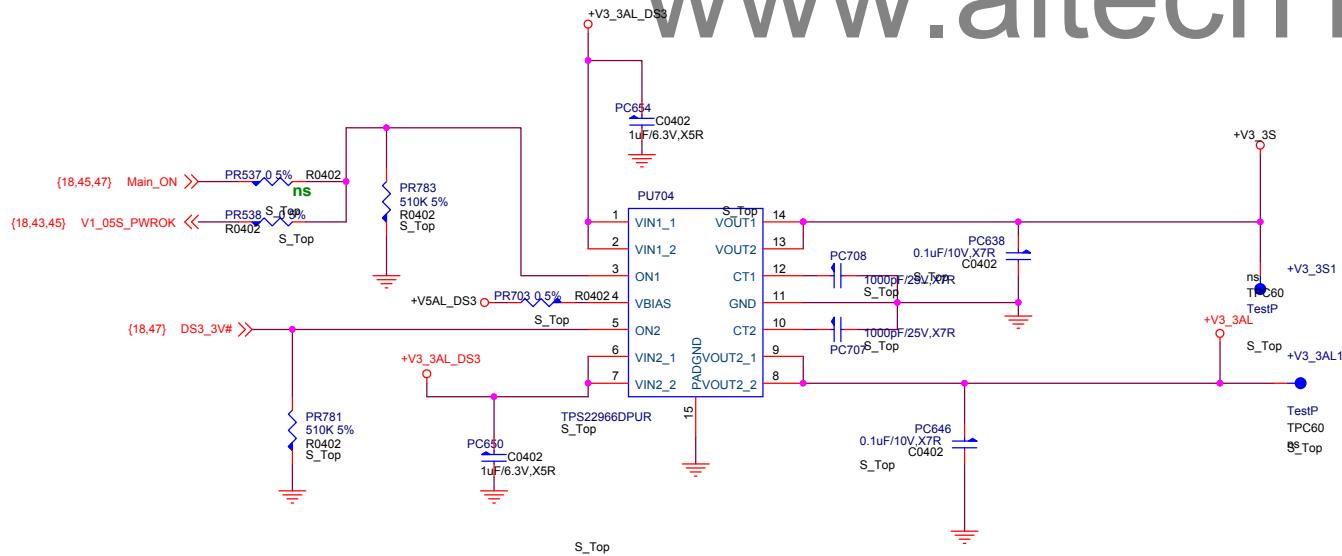 www.aitech
+V3_3AL_DS3
PC654
C0402
1uF/6.3V,X5R
+V3_3S
{18,45,47} Main_ON
PR537 0 5%
R0402
ns
{18,43,45} V1_05S_PWROK
PR538 0 5%
S_Top
R0402
S_Top
PR783
510K 5%
R0402
S_Top
PU704
S_Top
1 VIN1_1 VOUT1 14
2 VIN1_2 VOUT2 13
3 ON1 CT1 12
4 VBIAS GND 11
5 ON2 CT2 10
6 VIN2_1 VOUT2_1 9
7 VIN2_2 VOUT2_2 8
PADGND
15
TPS22966DPUR
S_Top
+V5AL_DS3
PR703 0 5%
R0402
S_Top
{18,47} DS3_3V#
PR781
510K 5%
R0402
S_Top
+V3_3AL_DS3
PC650
C0402
1uF/6.3V,X5R
PC708
1000pF/25V,X7R
S_Top
PC707
1000pF/25V,X7R
S_Top
PC638
0.1uF/10V,X7R
C0402
S_Top
+V3_3S1
ns
TPC60
TestP
S_Top
+V3_3AL
+V3_3AL1
TestP
TPC60
ns
S_Top
PC646
0.1uF/10V,X7R
C0402
S_Top
S_Top